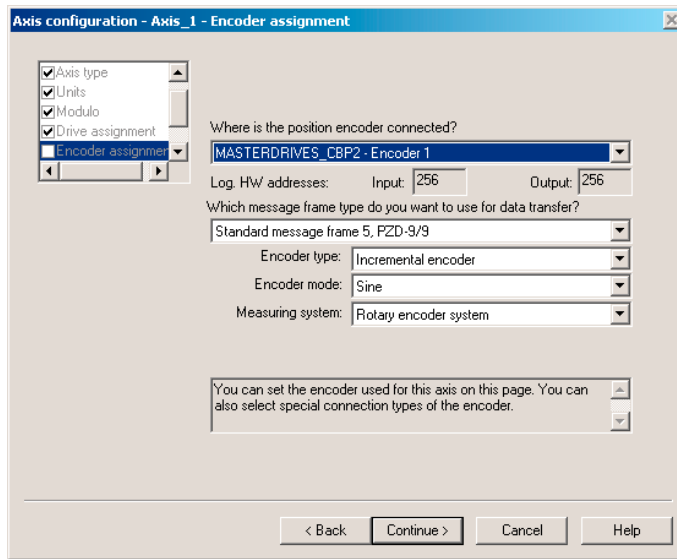 Axis configuration - Axis_1 - Encoder assignment
Axis type
Units
Modulo
Drive assignment
Encoder assignmen
Where is the position encoder connected?
MASTERDRIVES_CBP2 - Encoder 1
Log. HW addresses: Input: 256 Output: 256
Which message frame type do you want to use for data transfer?
Standard message frame 5, PZD-9/9
Encoder type: Incremental encoder
Encoder mode: Sine
Measuring system: Rotary encoder system
You can set the encoder used for this axis on this page. You can
also select special connection types of the encoder.
< Back Continue > Cancel Help